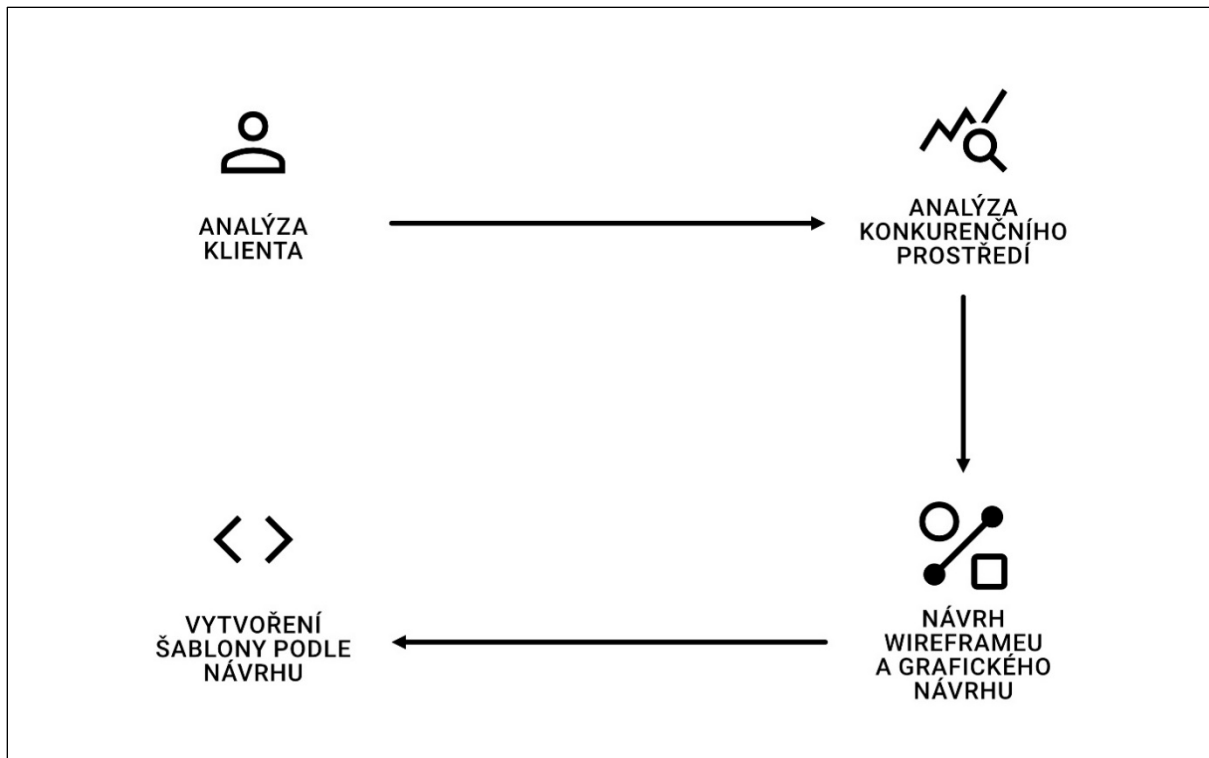 ANALÝZA
KLIENTA
ANALÝZA
KONKURENČNÍHO
PROSTŘEDÍ
NÁVRH
WIREFRAMEU
A GRAFICKÉHO
NÁVRHU
VYTVOŘENÍ
ŠABLONY PODLE
NÁVRHU